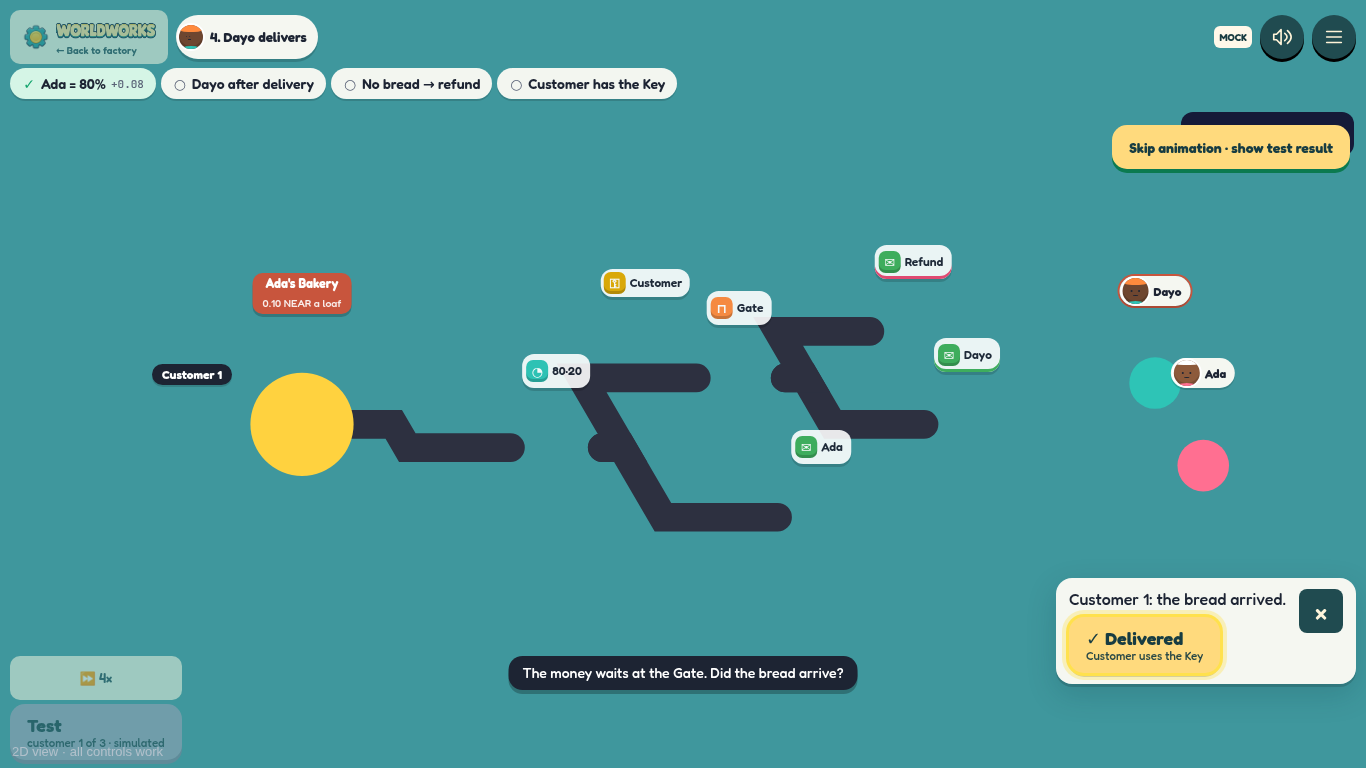 WORLDWORKS
← Back to factory
4. Dayo delivers
MOCK
✓ Ada = 80% +0.08
○ Dayo after delivery
○ No bread → refund
○ Customer has the Key
Skip animation · show test result
Refund
Ada's Bakery
0.10 NEAR a loaf
Customer
Dayo
Gate
Dayo
Customer 1
80·20
Ada
Ada
Customer 1: the bread arrived.
×
✓ Delivered
Customer uses the Key
The money waits at the Gate. Did the bread arrive?
⏩ 4x
Test
customer 1 of 3 · simulated
2D view · all controls work